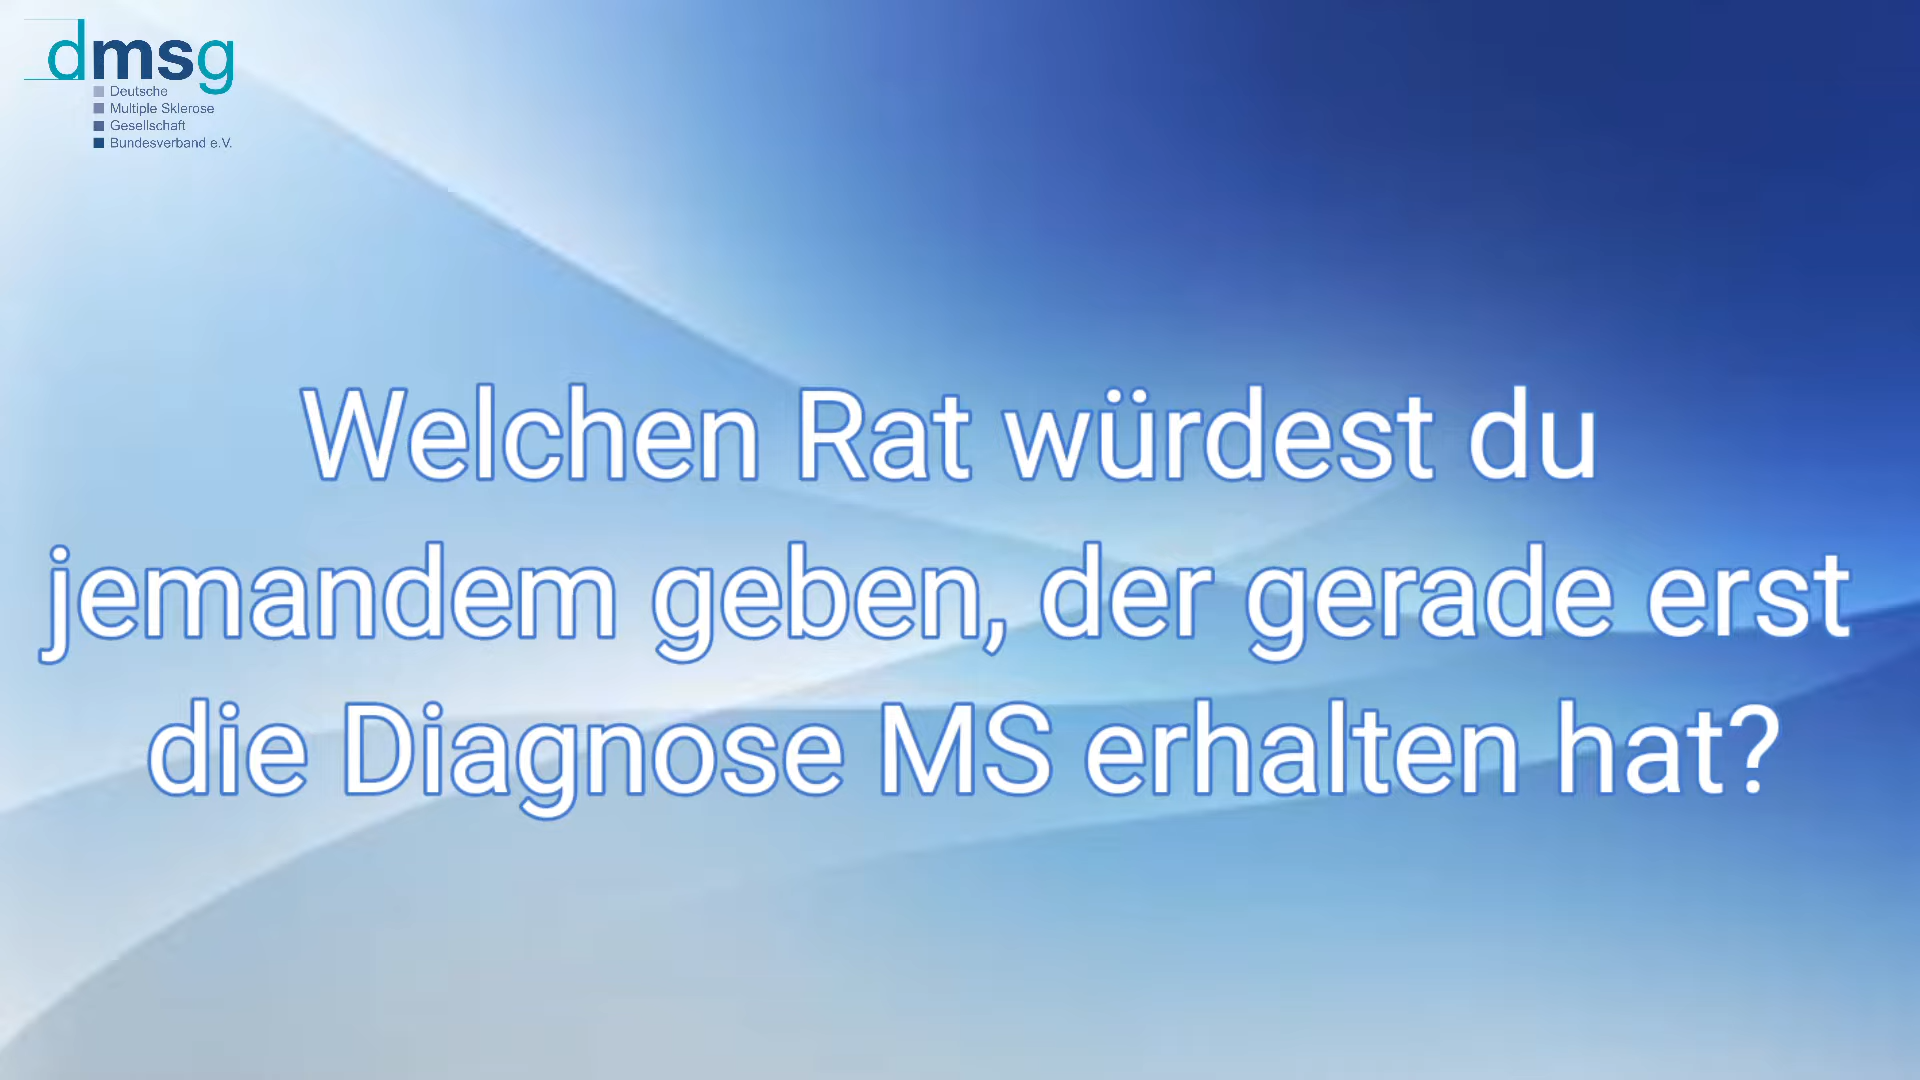 dmsg
Deutsche
Multiple Sklerose
Gesellschaft
Bundesverband e.V.
Welchen Rat würdest du
jemandem geben, der gerade erst
die Diagnose MS erhalten hat?